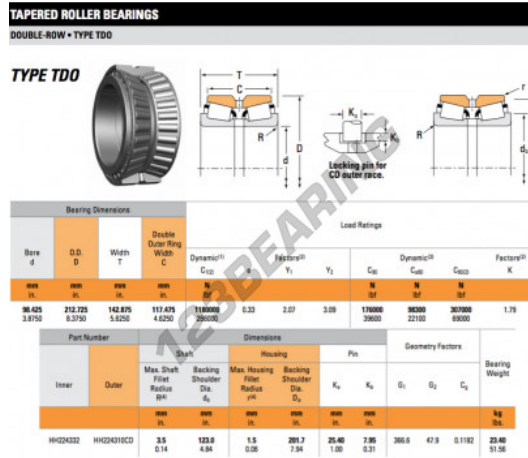 TAPERED ROLLER BEARINGS
DOUBLE-ROW • TYPE TDO
TYPE TDO
T
C
R
D
d
Locking pin for
CD outer race.
r
R
123BEARING
Bearing Dimensions
Load Ratings
Bore d
O.D. D
Width T
Double Outer Ring Width C
Dynamic(1) C1(2)
Factors(2)
e Y1 Y2
Dynamic(3)
C90 Ca90 C90(2)
Factors(2) K
mm mm mm mm N N N N
in. in. in. in. lbf lbf lbf lbf
98.425 212.725 142.875 117.475 1180000 0.33 2.07 3.09 176000 98300 307000 1.79
3.8750 8.3750 5.6250 4.6250 39600 22100 69000
Part Number
Dimensions
Geometry Factors
Bearing Weight
Shaft
Housing
Pin
Inner
Outer
Max. Shaft Fillet Radius R(4)
Backing Shoulder Dia.
Max. Housing Fillet Radius r(4)
Backing Shoulder Dia.
G1 G2 Cg
mm mm mm mm mm mm kg
in. in. in. in. in. in. lbs.
HH224332 HH224310CD 3.5 123.0 1.5 201.7 25.40 7.95 366.6 47.9 0.1182 23.40
0.14 4.84 0.06 7.94 1.00 0.31 51.56